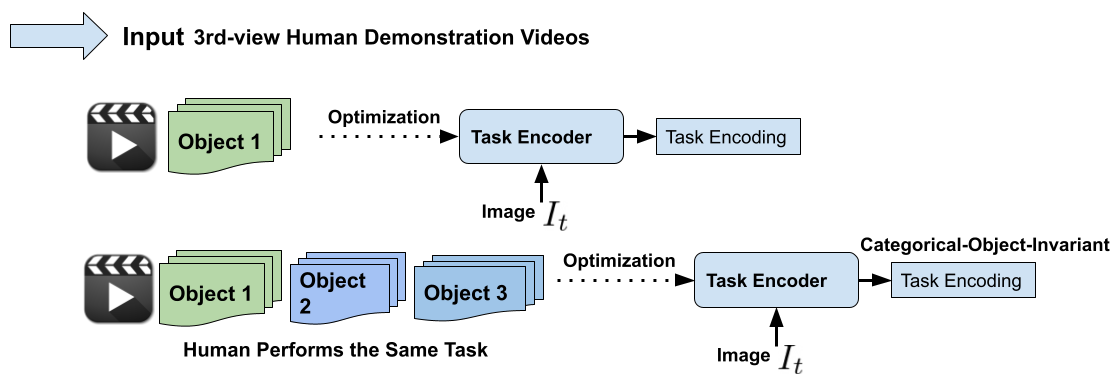 Input 3rd-view Human Demonstration Videos
Object 1
Optimization
Task Encoder
Task Encoding
Image I_t
Categorical-Object-Invariant
Object 1
Object
2
Object 3
Optimization
Task Encoder
Task Encoding
Human Performs the Same Task
Image I_t